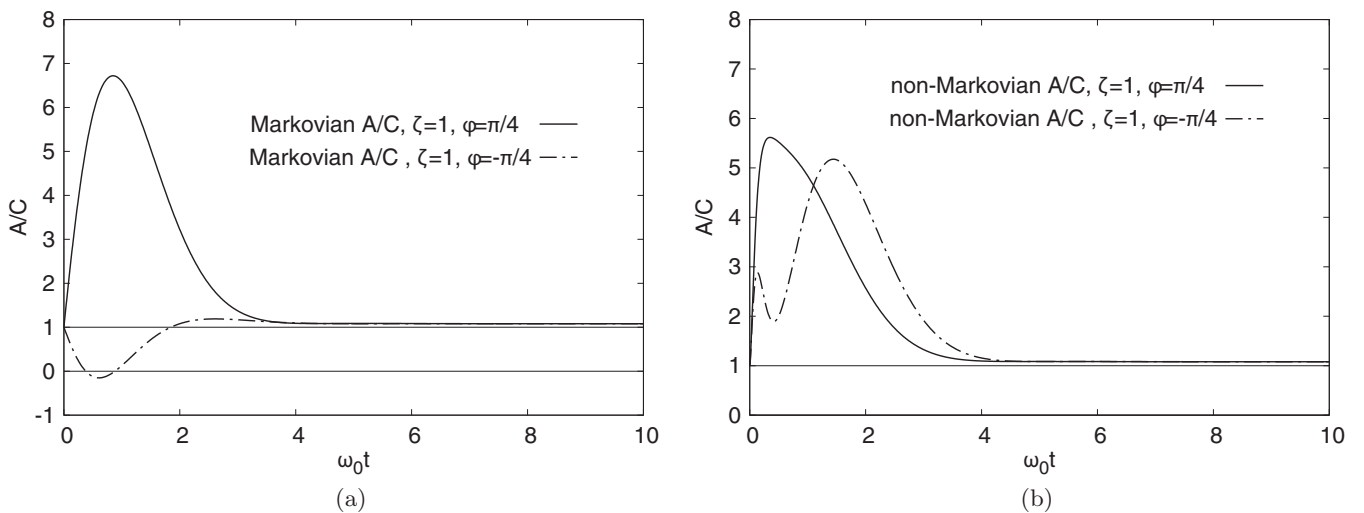 8
7
6
5
4
3
2
1
0
-1
A/C
Markovian A/C, ζ=1, φ=π/4
Markovian A/C , ζ=1, φ=-π/4
0 2 4 6 8 10
ω₀t
(a)
8
7
6
5
4
3
2
1
0
A/C
non-Markovian A/C, ζ=1, φ=π/4
non-Markovian A/C , ζ=1, φ=-π/4
0 2 4 6 8 10
ω₀t
(b)